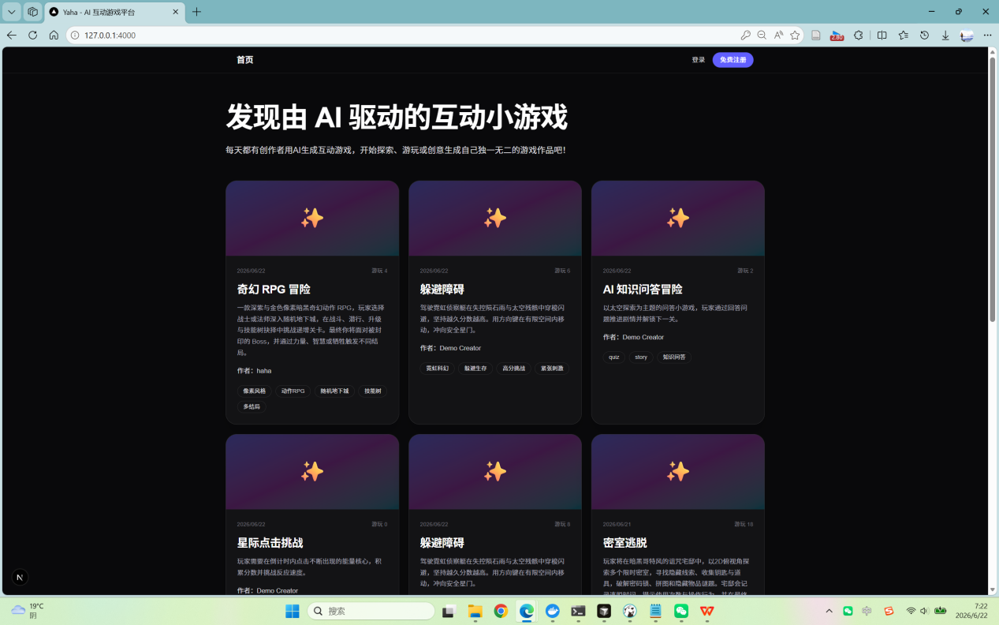 Yaha - AI 互动游戏平台
127.0.0.1:4000
2.80
首页
登录
免费注册
发现由 AI 驱动的互动小游戏
每天都有创作者用AI生成互动游戏，开始探索、游玩或创意生成自己独一无二的游戏作品吧！
2026/06/22
游玩 4
奇幻 RPG 冒险
一款深紫与金色像素暗黑奇幻动作 RPG，玩家选择
战士或法师深入随机地下城，在战斗、潜行、升级
与技能树抉择中挑战递增关卡。最终你将面对被封
印的 Boss，并通过力量、智慧或牺牲触发不同结
局。
作者：haha
像素风格
动作RPG
随机地下城
技能树
多结局
2026/06/22
游玩 6
躲避障碍
驾驶霓虹侦察艇在失控陨石雨与太空残骸中穿梭闪
避，坚持越久分数越高。用方向键在有限空间内移
动，冲向安全星门。
作者：Demo Creator
霓虹科幻
躲避生存
高分挑战
紧张刺激
2026/06/22
游玩 2
AI 知识问答冒险
以太空探索为主题的问答小游戏，玩家通过回答问
题推进剧情并解锁下一关。
作者：Demo Creator
quiz
story
知识问答
2026/06/22
游玩 0
星际点击挑战
玩家需要在倒计时内点击不断出现的能量核心，积
累分数并挑战反应速度。
作者：Demo Creator
2026/06/22
游玩 8
躲避障碍
驾驶霓虹侦察艇在失控陨石雨与太空残骸中穿梭闪
避，坚持越久分数越高。用方向键在有限空间内移
动，冲向安全星门。
2026/06/21
游玩 18
密室逃脱
玩家将在暗黑哥特风的诅咒宅邸中，以2D俯视角探
索多个限时密室，寻找隐藏线索、收集钥匙与道
具，破解密码锁、拼图和隐藏物品谜题。宅邸会记
N
19°C
阴
搜索
中
7:22
2026/6/22